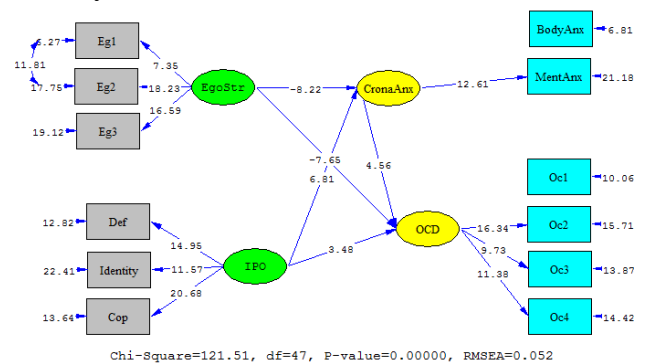 BodyAnx
6.81
6.27
Eg1
11.81
7.35
MentAnx
21.18
12.61
CronaAnx
-8.22
EgoStr
18.23
Eg2
17.75
16.59
19.12
Eg3
4.56
-7.65
6.81
Oc1
10.06
12.82
Def
14.95
16.34
Oc2
15.71
OCD
3.48
9.73
22.41
Identity
11.57
IPO
11.38
Oc3
13.87
20.68
13.64
Cop
Oc4
14.42
Chi-Square=121.51, df=47, P-value=0.00000, RMSEA=0.052